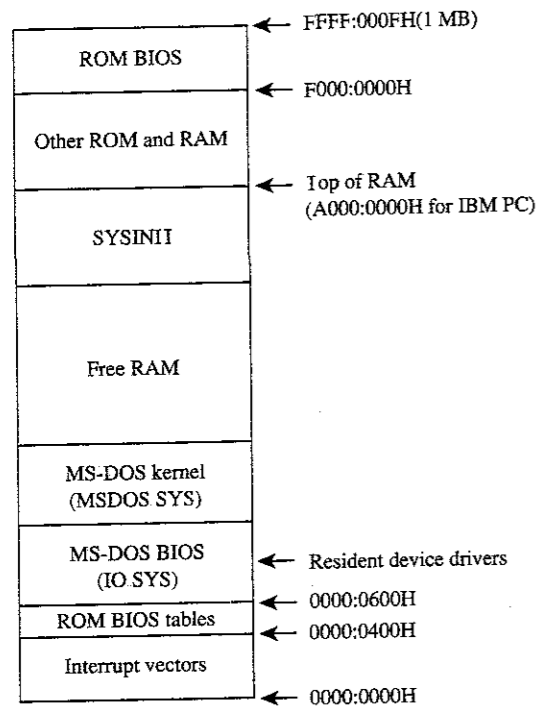 FFFF:000FH(1 MB)
ROM BIOS
F000:0000H
Other ROM and RAM
Top of RAM
(A000:0000H for IBM PC)
SYSINIT
Free RAM
MS-DOS kernel
(MSDOS SYS)
MS-DOS BIOS
(IO SYS)
Resident device drivers
0000:0600H
ROM BIOS tables
0000:0400H
Interrupt vectors
0000:0000H